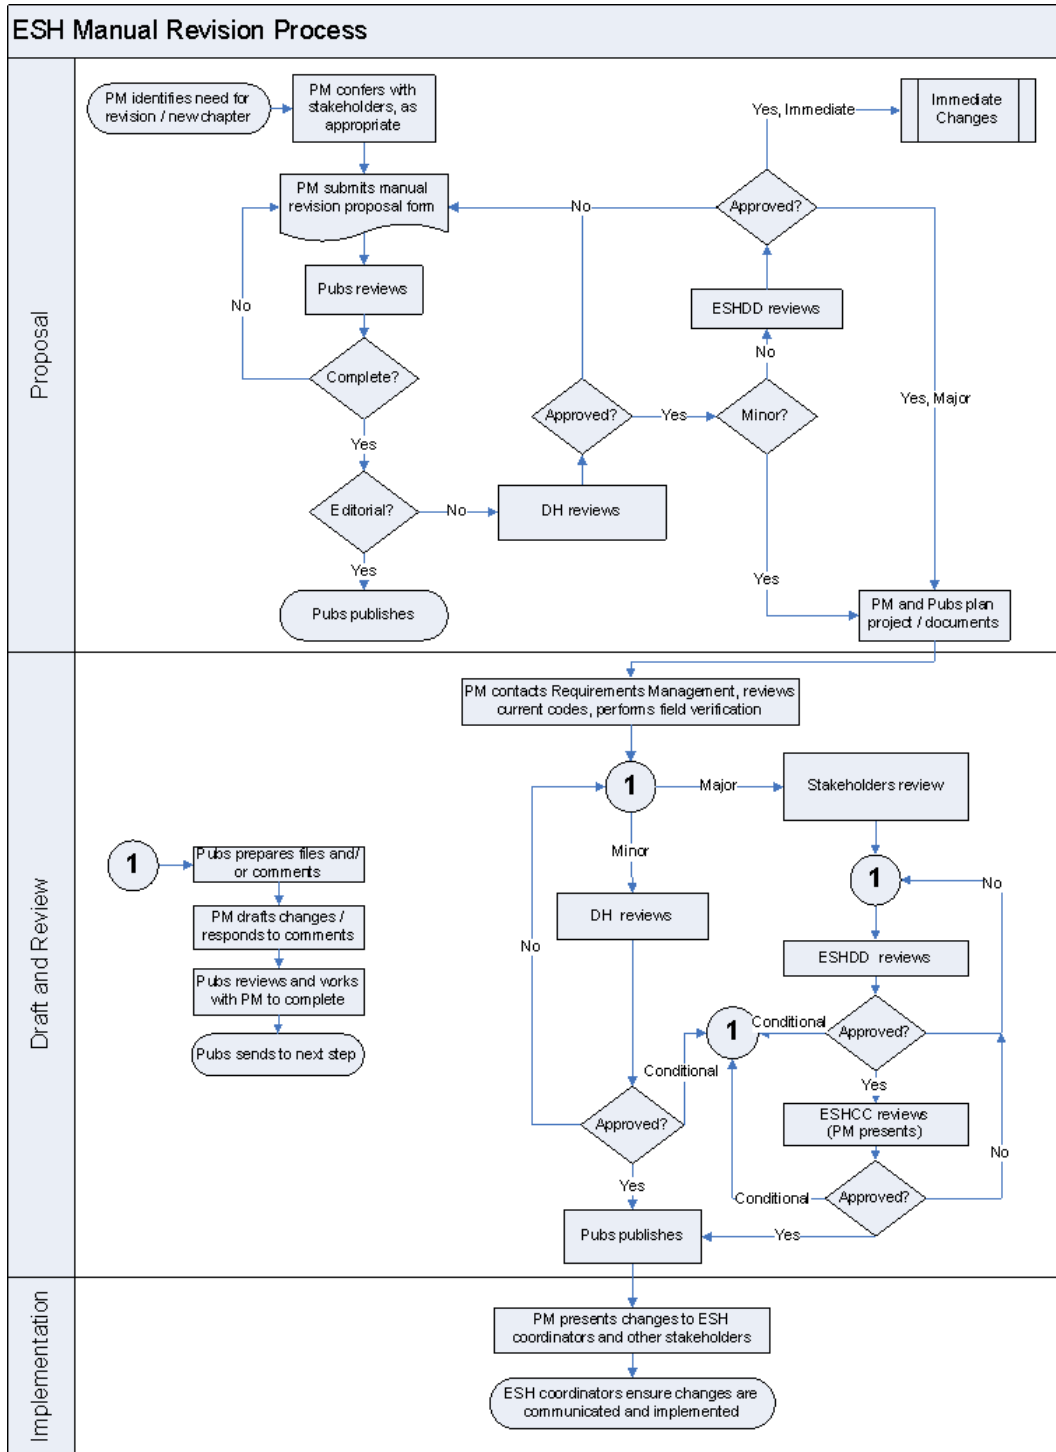 ESH Manual Revision Process
Proposal
PM identifies need for
revision / new chapter
PM confers with
stakeholders, as
appropriate
Yes, Immediate
Immediate
Changes
PM submits manual
revision proposal form
No
Approved?
Pubs reviews
No
ESHDD reviews
No
Complete?
Yes, Major
Approved?
Yes
Minor?
Yes
Editorial?
No
DH reviews
Yes
Yes
Pubs publishes
PM and Pubs plan
project / documents
Draft and Review
PM contacts Requirements Management, reviews
current codes, performs field verification
1
Major
Stakeholders review
Minor
1
Pubs prepares files and/
or comments
1
No
DH reviews
PM drafts changes /
responds to comments
No
ESHDD reviews
Pubs reviews and works
with PM to complete
1
Conditional
Approved?
Pubs sends to next step
Conditional
Yes
Approved?
ESHCC reviews
(PM presents)
No
Yes
Conditional
Approved?
Pubs publishes
Yes
Implementation
PM presents changes to ESH
coordinators and other stakeholders
ESH coordinators ensure changes are
communicated and implemented